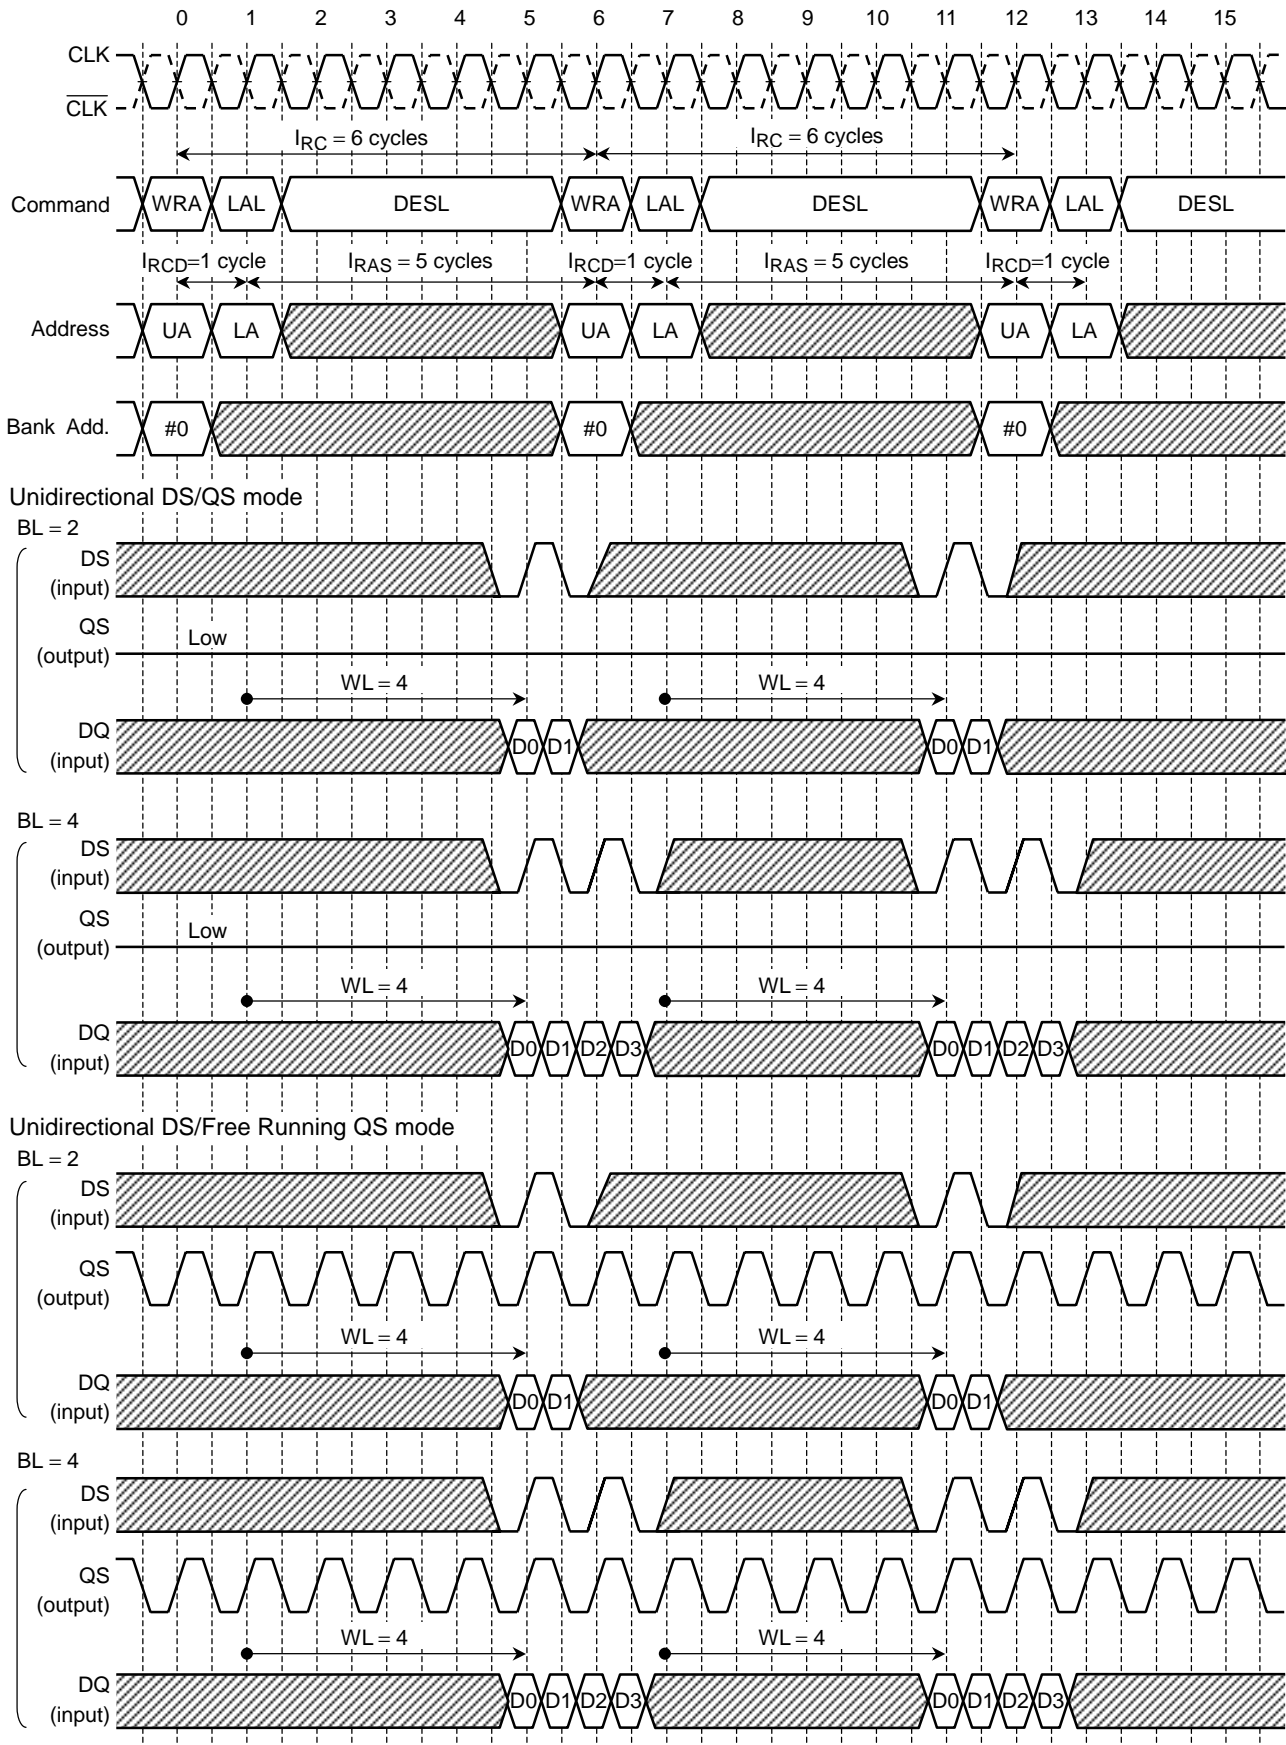 0 1 2 3 4 5 6 7 8 9 10 11 12 13 14 15
CLK
CLK
IRC = 6 cycles IRC = 6 cycles
Command WRA LAL DESL WRA LAL DESL WRA LAL DESL
IRCD=1 cycle IRAS = 5 cycles IRCD=1 cycle IRAS = 5 cycles IRCD=1 cycle
Address UA LA UA LA UA LA
Bank Add. #0 #0 #0
Unidirectional DS/QS mode
BL = 2
DS
(input)
QS
(output)
Low
WL = 4 WL = 4
DQ
(input)
D0 D1 D0 D1
BL = 4
DS
(input)
QS
(output)
Low
WL = 4 WL = 4
DQ
(input)
D0 D1 D2 D3 D0 D1 D2 D3
Unidirectional DS/Free Running QS mode
BL = 2
DS
(input)
QS
(output)
WL = 4 WL = 4
DQ
(input)
D0 D1 D0 D1
BL = 4
DS
(input)
QS
(output)
WL = 4 WL = 4
DQ
(input)
D0 D1 D2 D3 D0 D1 D2 D3